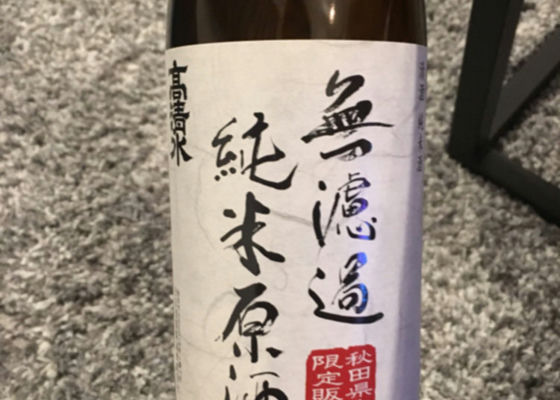 無濾過
純米原酒
高清水
秋田県
限定販